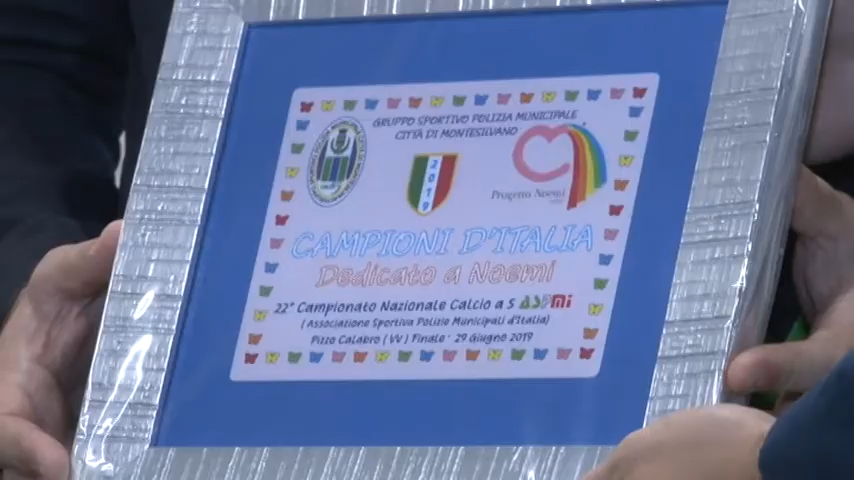 GRUPPO SPORTIVO POLIZIA MUNICIPALE
CITTÀ DI MONTESILVANO
2019
Progetto Noemi
CAMPIONI D'ITALIA
Dedicato a Noemi
22° Campionato Nazionale Calcio a 5 ASPMI
(Associazione Sportiva Polizie Municipali d'Italia)
Pizzo Calabro (VV) Finale - 29 Giugno 2019